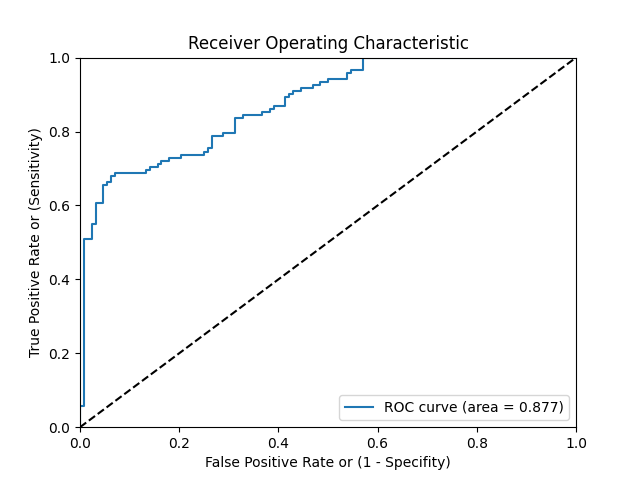 Receiver Operating Characteristic
1.0
0.8
0.6
0.4
0.2
0.0
True Positive Rate or (Sensitivity)
ROC curve (area = 0.877)
0.0 0.2 0.4 0.6 0.8 1.0
False Positive Rate or (1 - Specifity)